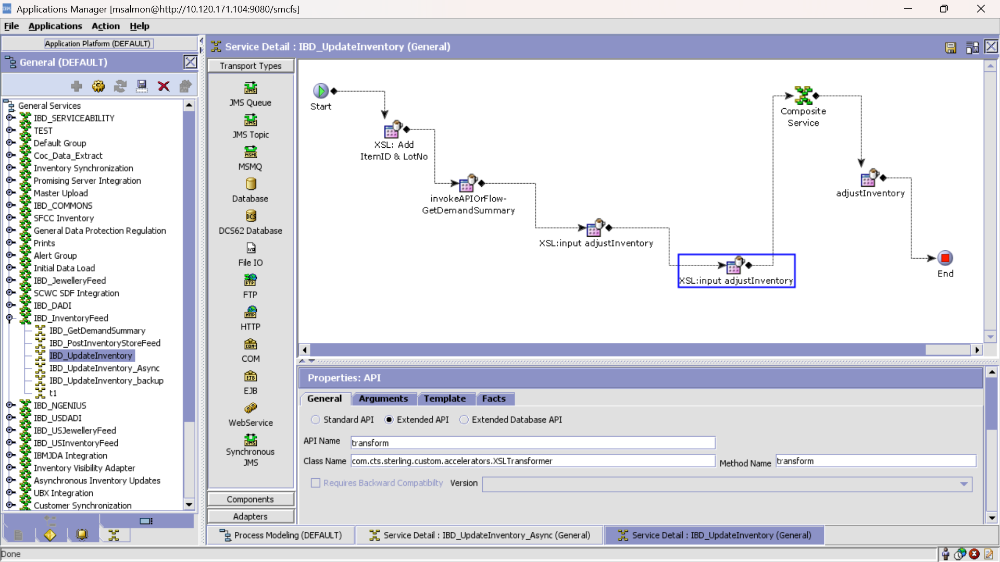 Applications Manager [msalmon@http://10.120.171.104:9080/smcfs]
File Applications Action Help
Application Platform (DEFAULT)
General (DEFAULT)
General Services
IBD_SERVICEABILITY
TEST
Default Group
Coc_Data_Extract
Inventory Synchronization
Promising Server Integration
Master Upload
IBD_COMMONS
SFCC Inventory
General Data Protection Regulation
Prints
Alert Group
Initial Data Load
IBD_JewelleryFeed
SCWC SDF Integration
IBD_DADI
IBD_InventoryFeed
IBD_GetDemandSummary
IBD_PostInventoryStoreFeed
IBD_UpdateInventory
IBD_UpdateInventory_Async
IBD_UpdateInventory_backup
t1
IBD_NGENIUS
IBD_USDADI
IBD_USJewelleryFeed
IBD_USInventoryFeed
IBMJDA Integration
Inventory Visibility Adapter
Asynchronous Inventory Updates
UBX Integration
Customer Synchronization
Service Detail : IBD_UpdateInventory (General)
Transport Types
JMS Queue
JMS Topic
MSMQ
Database
DCS62 Database
File IO
FTP
HTTP
COM
EJB
WebService
Synchronous
JMS
Components
Adapters
Start
XSL: Add
ItemID & LotNo
invokeAPIOrFlow-
GetDemandSummary
XSL:input adjustInventory
XSL:input adjustInventory
Composite
Service
adjustInventory
End
Properties: API
General Arguments Template Facts
Standard API Extended API Extended Database API
API Name transform
Class Name com.cts.sterling.custom.accelerators.XSLTransformer Method Name transform
Requires Backward Compatibilty Version
Process Modeling (DEFAULT) Service Detail : IBD_UpdateInventory_Async (General) Service Detail : IBD_UpdateInventory (General)
Done